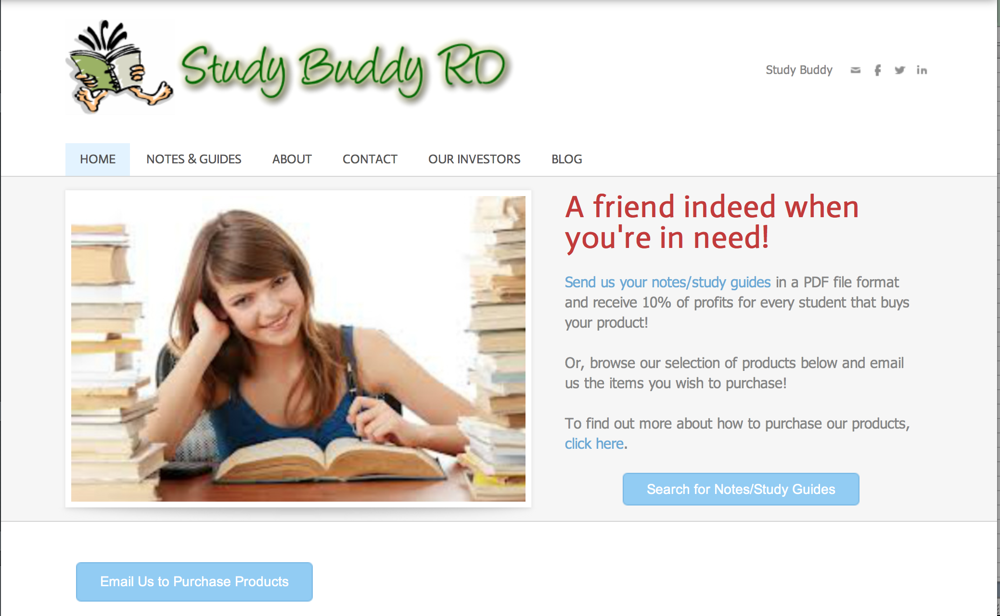 Study Buddy RD
Study Buddy
HOME NOTES & GUIDES ABOUT CONTACT OUR INVESTORS BLOG
A friend indeed when
you're in need!
Send us your notes/study guides in a PDF file format
and receive 10% of profits for every student that buys
your product!
Or, browse our selection of products below and email
us the items you wish to purchase!
To find out more about how to purchase our products,
click here.
Search for Notes/Study Guides
Email Us to Purchase Products